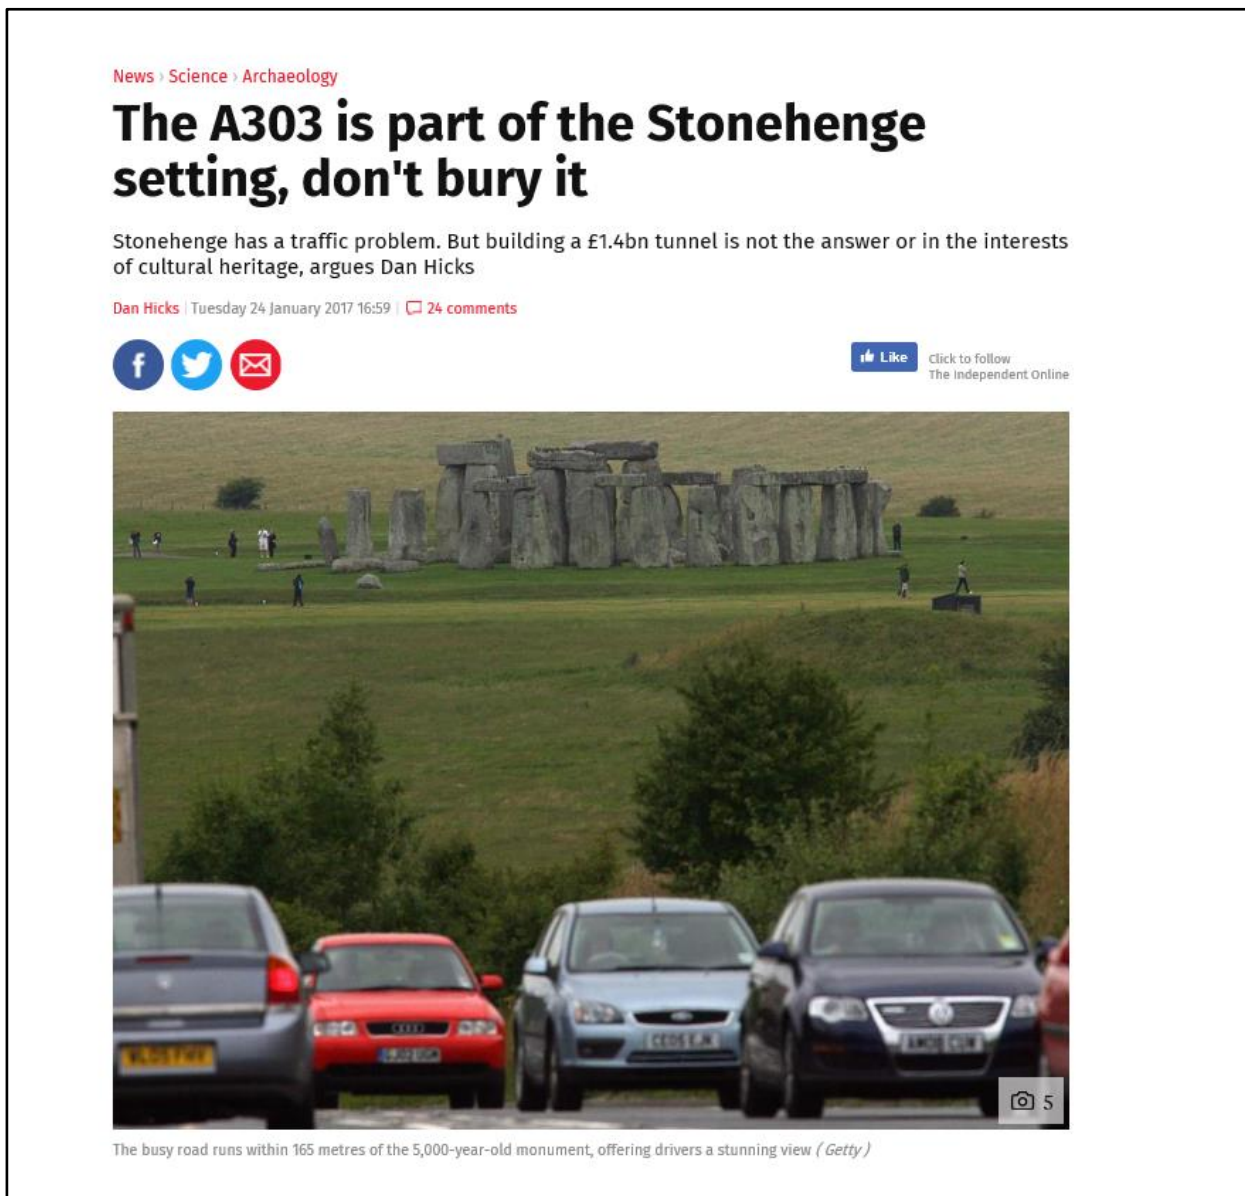 News › Science › Archaeology
The A303 is part of the Stonehenge
setting, don't bury it
Stonehenge has a traffic problem. But building a £1.4bn tunnel is not the answer or in the interests
of cultural heritage, argues Dan Hicks
Dan Hicks | Tuesday 24 January 2017 16:59 | 24 comments
f
Like
Click to follow
The Independent Online
CE05 EJK
5
The busy road runs within 165 metres of the 5,000-year-old monument, offering drivers a stunning view ( Getty )